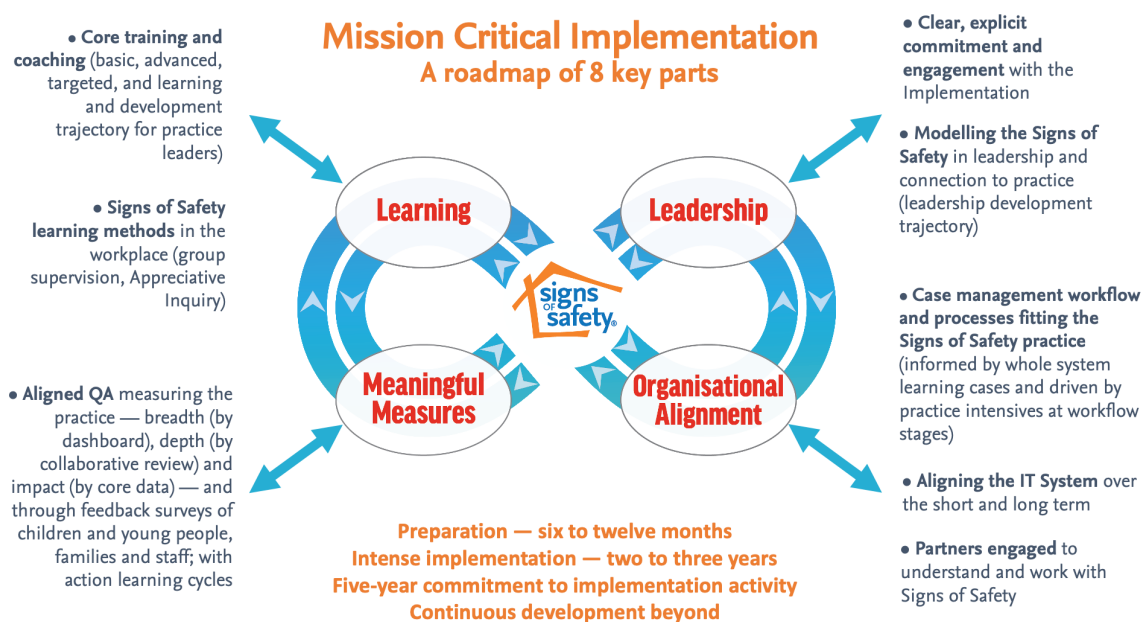 Mission Critical Implementation
A roadmap of 8 key parts
• Core training and
coaching (basic, advanced,
targeted, and learning
and development
trajectory for practice
leaders)
• Signs of Safety
learning methods in the
workplace (group
supervision, Appreciative
Inquiry)
• Aligned QA measuring the
practice — breadth (by
dashboard), depth (by
collaborative review) and
impact (by core data) — and
through feedback surveys of
children and young people,
families and staff; with
action learning cycles
Learning
Leadership
signs
OF
safety®
Meaningful
Measures
Organisational
Alignment
• Clear, explicit
commitment and
engagement with the
Implementation
• Modelling the Signs of
Safety in leadership and
connection to practice
(leadership development
trajectory)
• Case management workflow
and processes fitting the
Signs of Safety practice
(informed by whole system
learning cases and driven by
practice intensives at workflow
stages)
• Aligning the IT System over
the short and long term
• Partners engaged to
understand and work with
Signs of Safety
Preparation — six to twelve months
Intense implementation — two to three years
Five-year commitment to implementation activity
Continuous development beyond